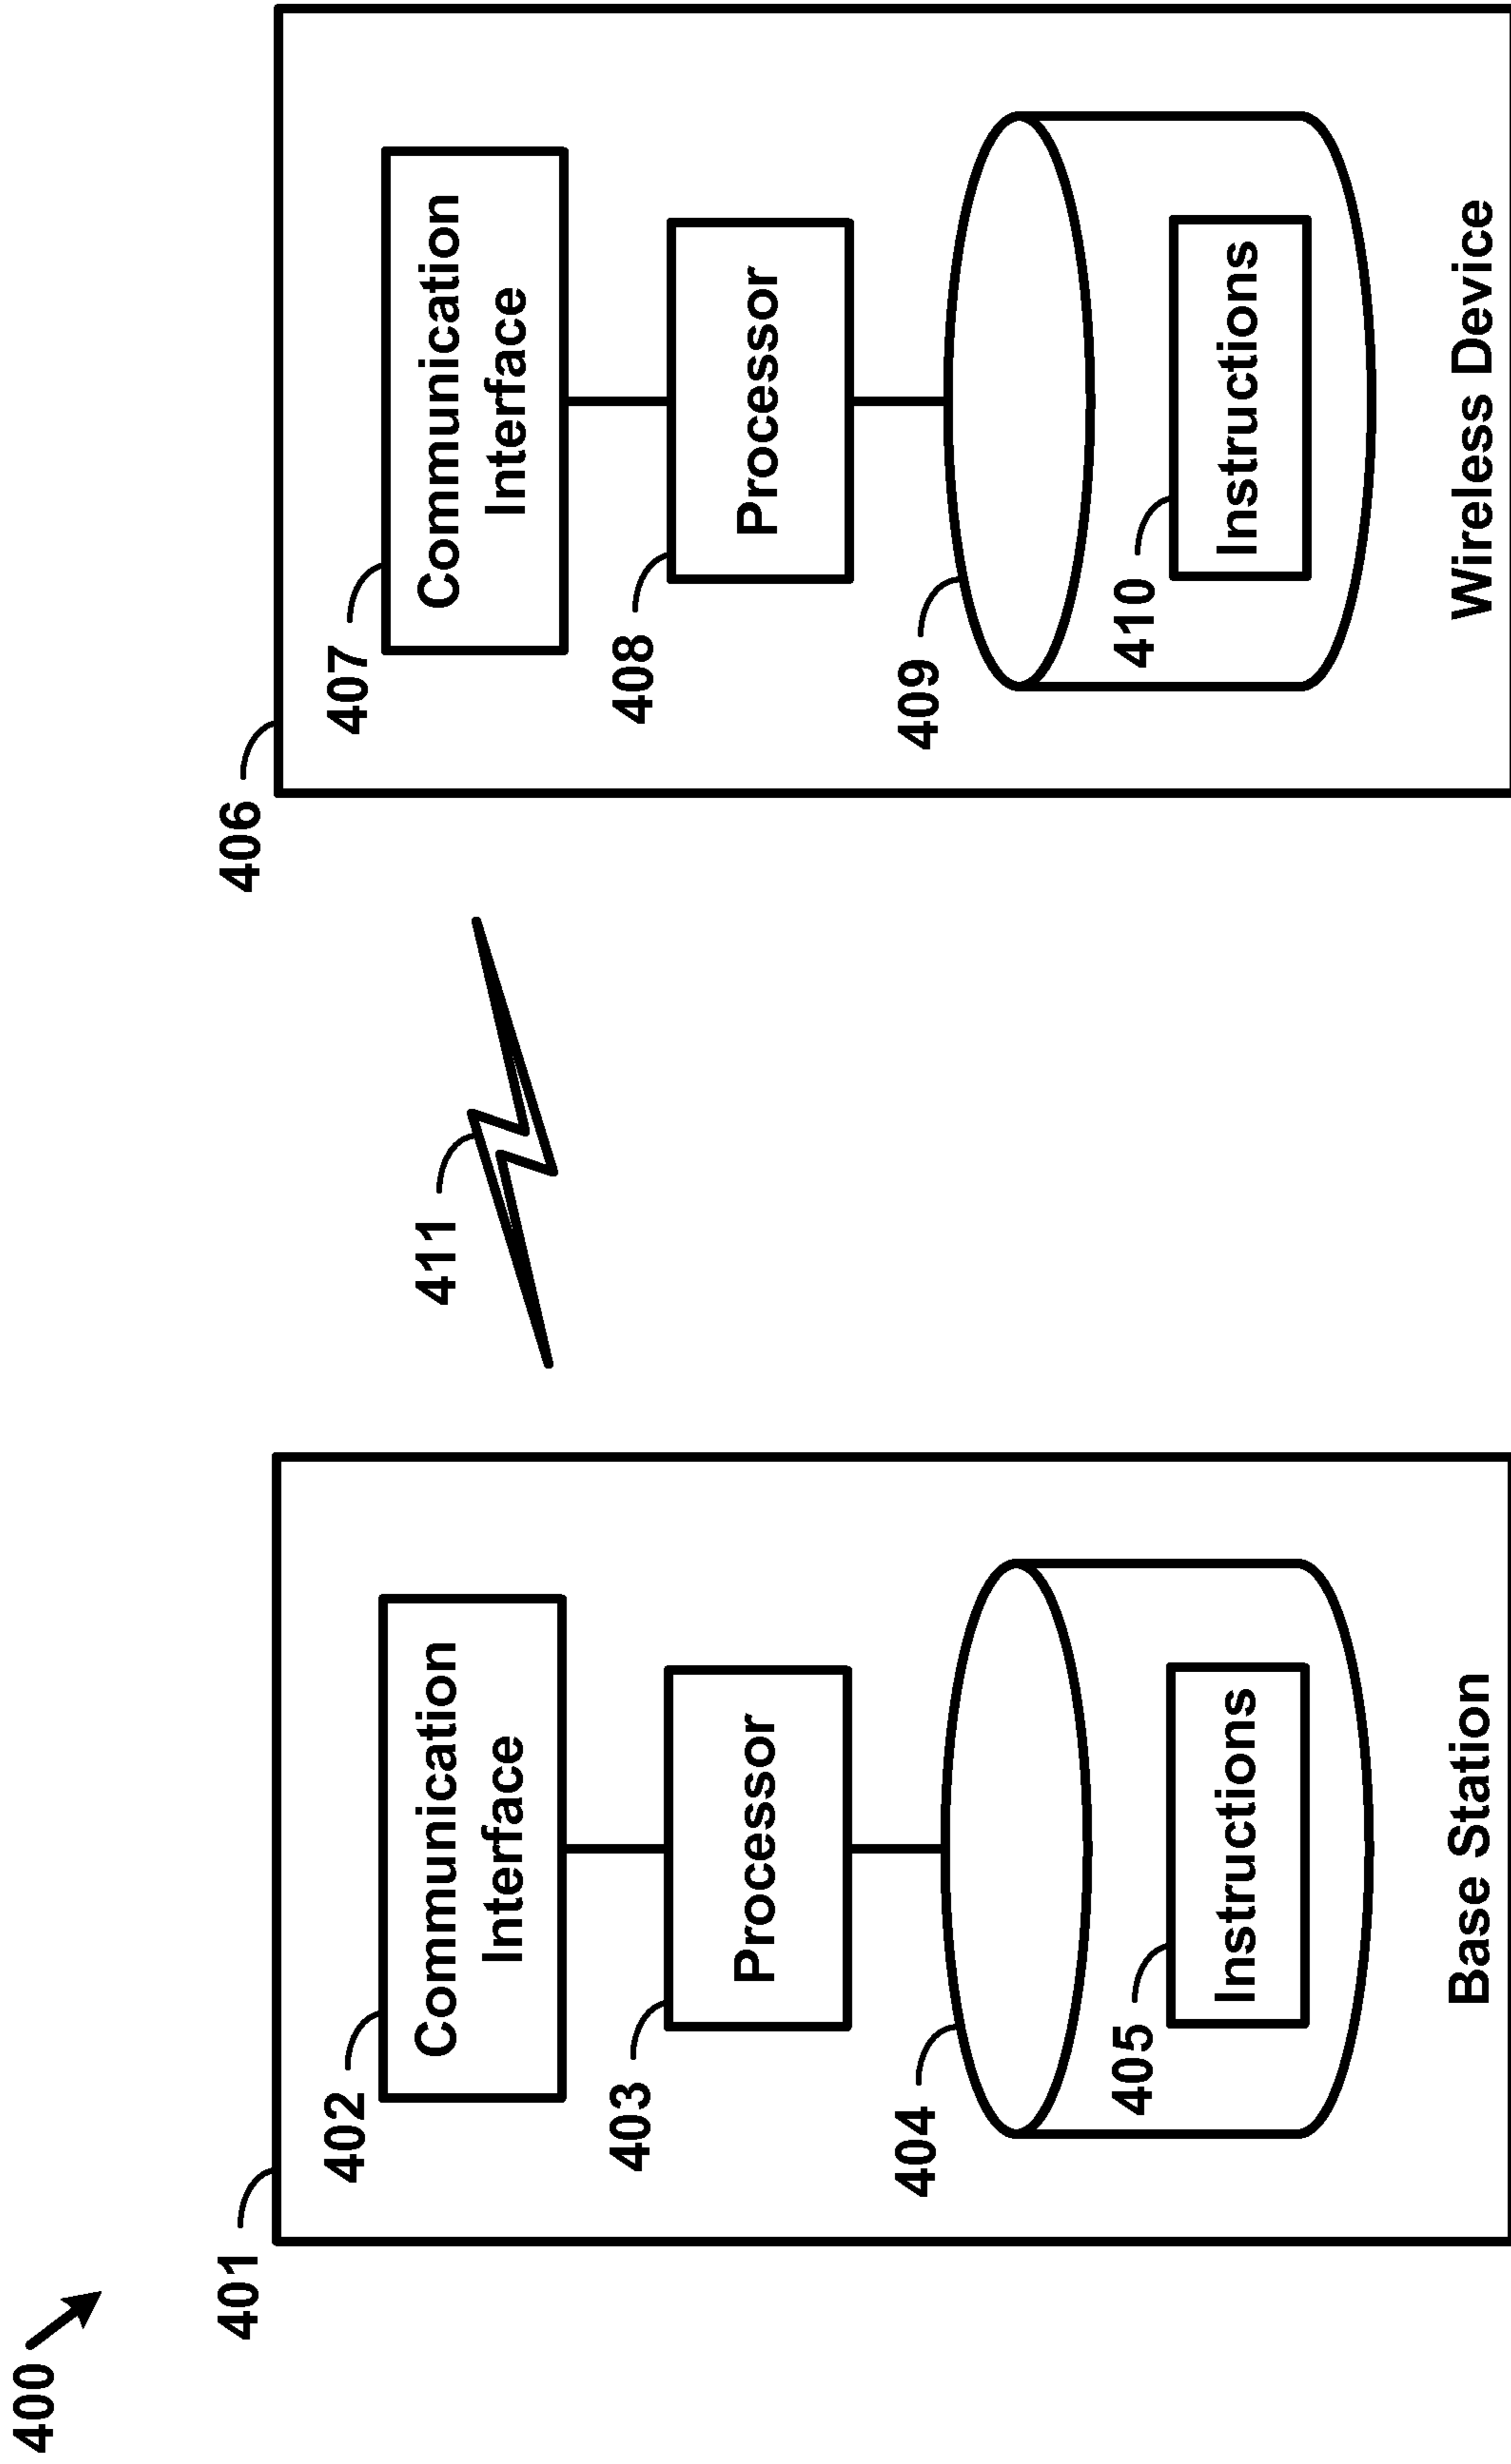 400
401
402
Communication
Interface
403
Processor
404
405
Instructions
Base Station
411
406
407
Communication
Interface
408
Processor
409
410
Instructions
Wireless Device